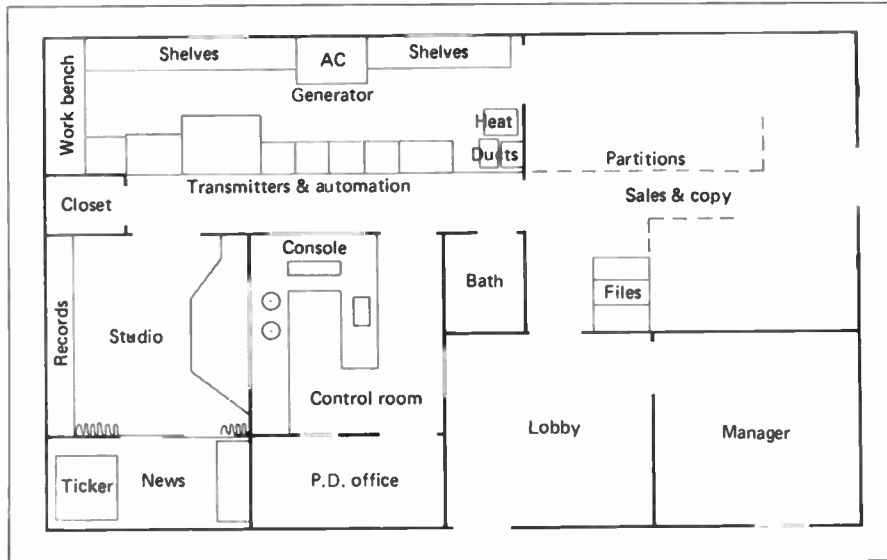 Shelves
AC
Shelves
Generator
Work bench
Heat
Ducts
Partitions
Transmitters & automation
Sales & copy
Closet
Console
Bath
Files
Records
Studio
Control room
Lobby
Manager
Ticker
News
P.D. office